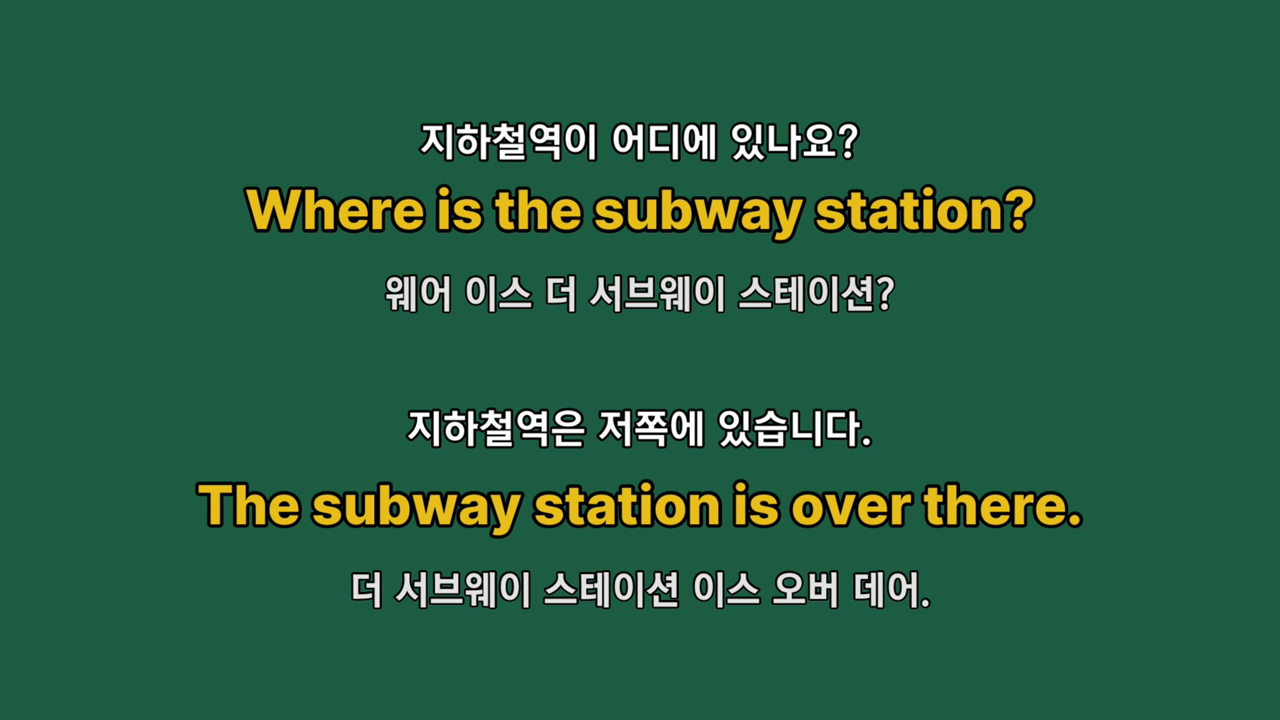 지하철역이 어디에 있나요?
Where is the subway station?
웨어 이스 더 서브웨이 스테이션?
지하철역은 저쪽에 있습니다.
The subway station is over there.
더 서브웨이 스테이션 이스 오버 데어.